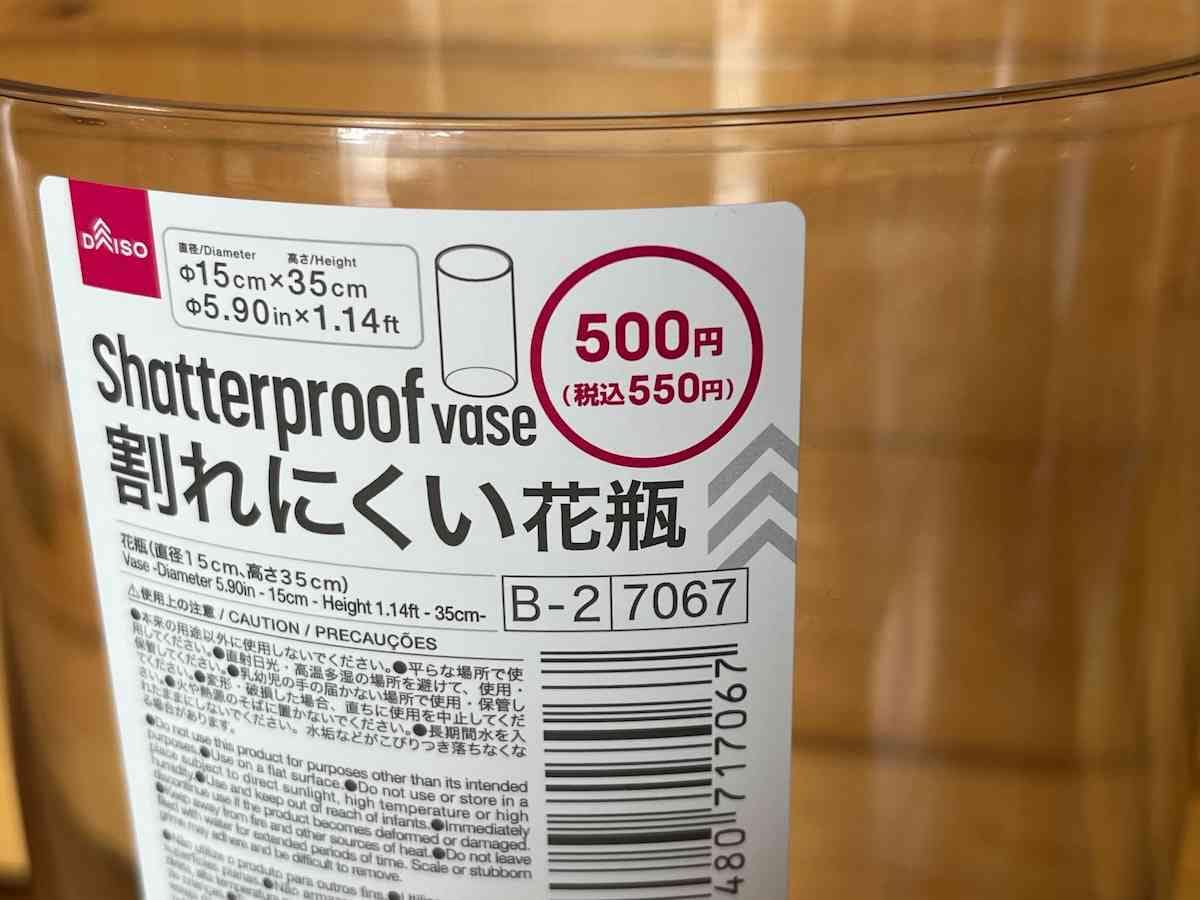 DAISO
直径/Diameter 高さ/Height
Φ15cm×35cm
Φ5.90in×1.14ft
500円
(税込550円)
Shatterproof vase
割れにくい花瓶
花瓶(直径15cm、高さ35cm)
Vase -Diameter 5.90in - 15cm - Height 1.14ft - 35cm-
B-2 7067
⚠使用上の注意 / CAUTION / PRECAUÇÕES
●本来の用途以外に使用しないでください。●平らな場所で使
用してください。●直射日光・高温多湿の場所を避けて、使用・
保管してください。●乳幼児の手の届かない場所で使用・保管し
てください。●変形・破損した場合、直ちに使用を中止してくだ
さい。●火や熱源のそばに置かないでください。●長期間水を入
れたままにしないでください。水垢などがこびりつき落ちなくな
る場合があります。
●Do not use this product for purposes other than its intended
purposes.●Use on a flat surface.●Do not use or store in a
place subject to direct sunlight, high temperature or high
humidity.●Use and keep out of reach of infants.●Immediately
discontinue use if the product becomes deformed or damaged.
●Keep away from fire and other sources of heat.●Do not leave
filled with water for extended periods of time. Scale or stubborn
grime may adhere and be difficult to remove.
●Não utilize o produto para outros fins.
superfícies planas.●Não
480 717067